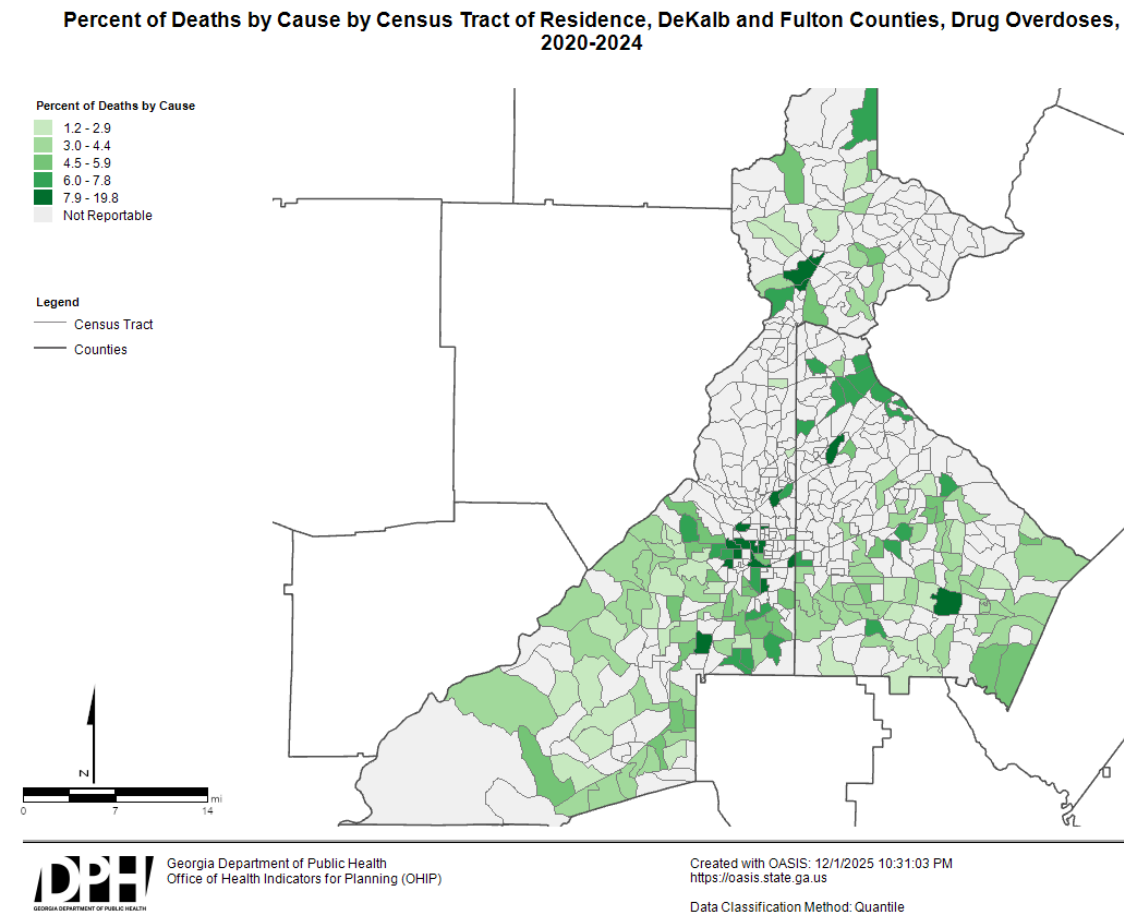 Percent of Deaths by Cause by Census Tract of Residence, DeKalb and Fulton Counties, Drug Overdoses,
2020-2024
Percent of Deaths by Cause
1.2 - 2.9
3.0 - 4.4
4.5 - 5.9
6.0 - 7.8
7.9 - 19.8
Not Reportable
Legend
Census Tract
Counties
N
mi
0 7 14
DPH
GEORGIA DEPARTMENT OF PUBLIC HEALTH
Georgia Department of Public Health
Office of Health Indicators for Planning (OHIP)
Created with OASIS: 12/1/2025 10:31:03 PM
https://oasis.state.ga.us
Data Classification Method: Quantile